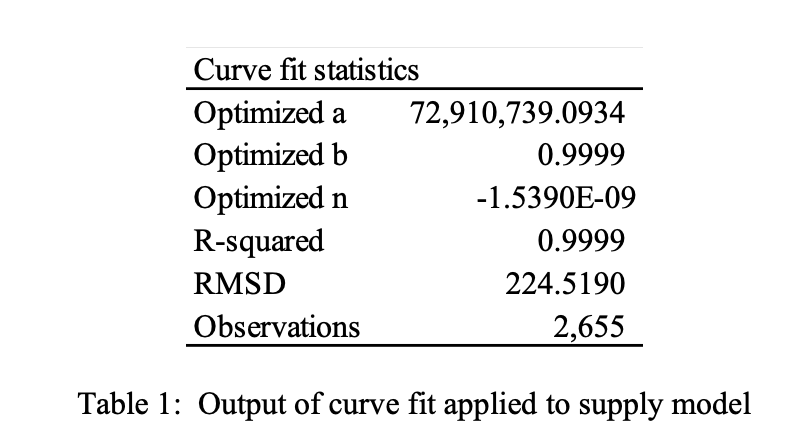 Curve fit statistics
Optimized a 72,910,739.0934
Optimized b 0.9999
Optimized n -1.5390E-09
R-squared 0.9999
RMSD 224.5190
Observations 2,655
Table 1: Output of curve fit applied to supply model